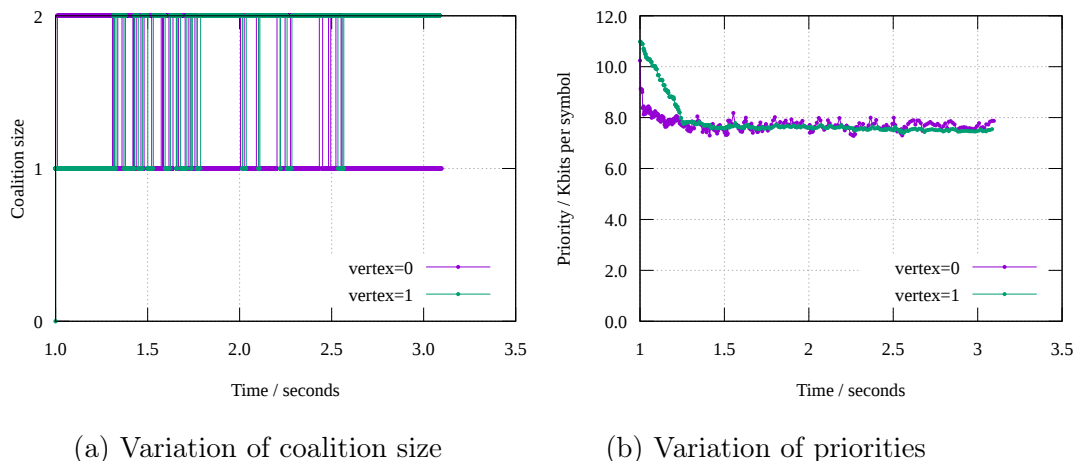 2
1
0
1.0 1.5 2.0 2.5 3.0 3.5
Coalition size
Time / seconds
vertex=0
vertex=1
(a) Variation of coalition size
12.0
10.0
8.0
6.0
4.0
2.0
0.0
1 1.5 2 2.5 3 3.5
Priority / Kbits per symbol
Time / seconds
vertex=0
vertex=1
(b) Variation of priorities